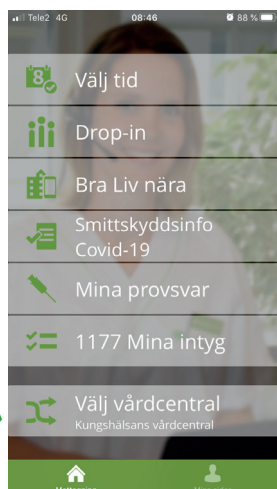 Tele2 4G 08:46 88 %
8
Välj tid
Drop-in
Bra Liv nära
Smittskyddsinfo
Covid-19
Mina provsvar
1177 Mina intyg
Välj vårdcentral
Kungshälsans vårdcentral